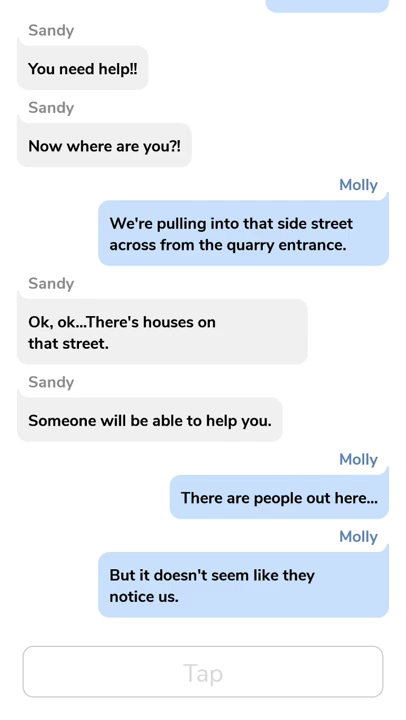 Sandy
You need help!!
Sandy
Now where are you?!
Molly
We're pulling into that side street
across from the quarry entrance.
Sandy
Ok, ok...There's houses on
that street.
Sandy
Someone will be able to help you.
Molly
There are people out here...
Molly
But it doesn't seem like they
notice us.
Tap